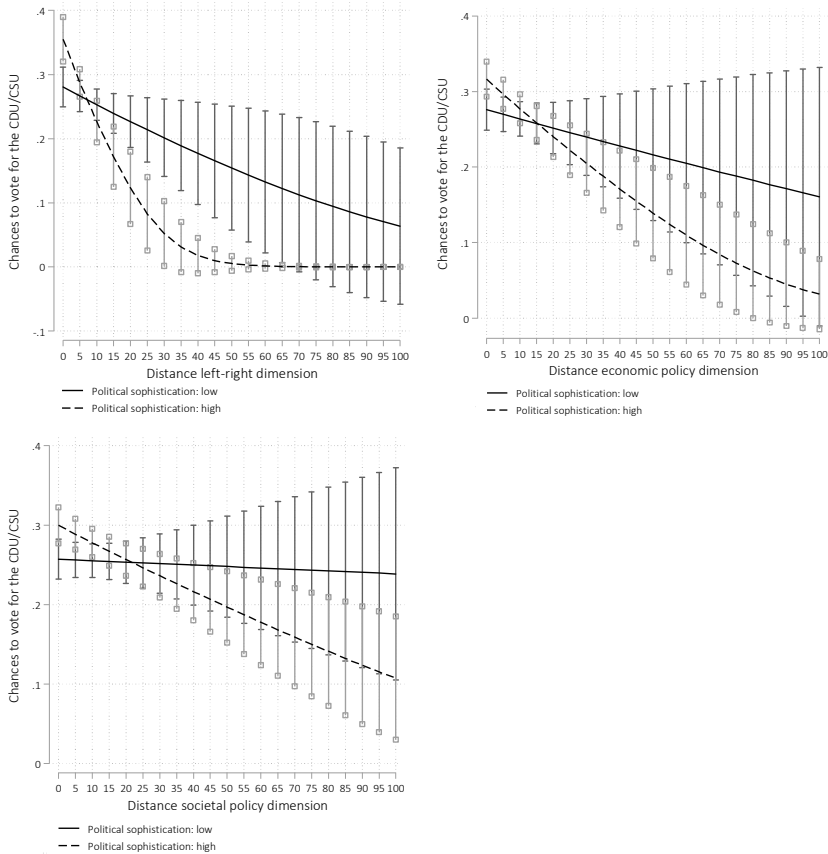 .4
.3
.2
.1
0
-.1
Chances to vote for the CDU/CSU
0 5 10 15 20 25 30 35 40 45 50 55 60 65 70 75 80 85 90 95 100
Distance left-right dimension
Political sophistication: low
Political sophistication: high
.4
.3
.2
.1
0
Chances to vote for the CDU/CSU
0 5 10 15 20 25 30 35 40 45 50 55 60 65 70 75 80 85 90 95 100
Distance economic policy dimension
Political sophistication: low
Political sophistication: high
.4
.3
.2
.1
0
Chances to vote for the CDU/CSU
0 5 10 15 20 25 30 35 40 45 50 55 60 65 70 75 80 85 90 95 100
Distance societal policy dimension
Political sophistication: low
Political sophistication: high